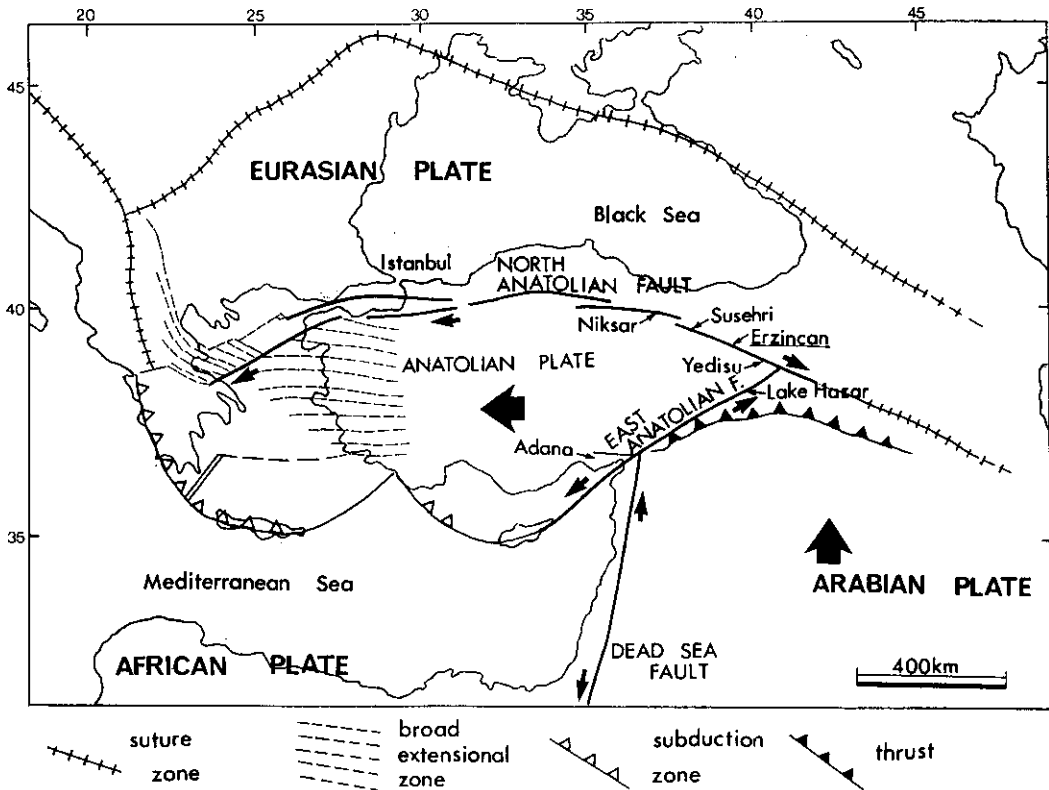 20 25 30 35 40 45
45
EURASIAN PLATE
Black Sea
Istanbul
NORTH
ANATOLIAN FAULT
40
Niksar
Susehri
Erzincan
Yedisu
ANATOLIAN PLATE
Lake Hasar
EAST
ANATOLIAN F.
Adana
35
Mediterranean Sea
ARABIAN PLATE
AFRICAN PLATE
DEAD SEA
FAULT
400km
suture
zone
broad
extensional
zone
subduction
zone
thrust